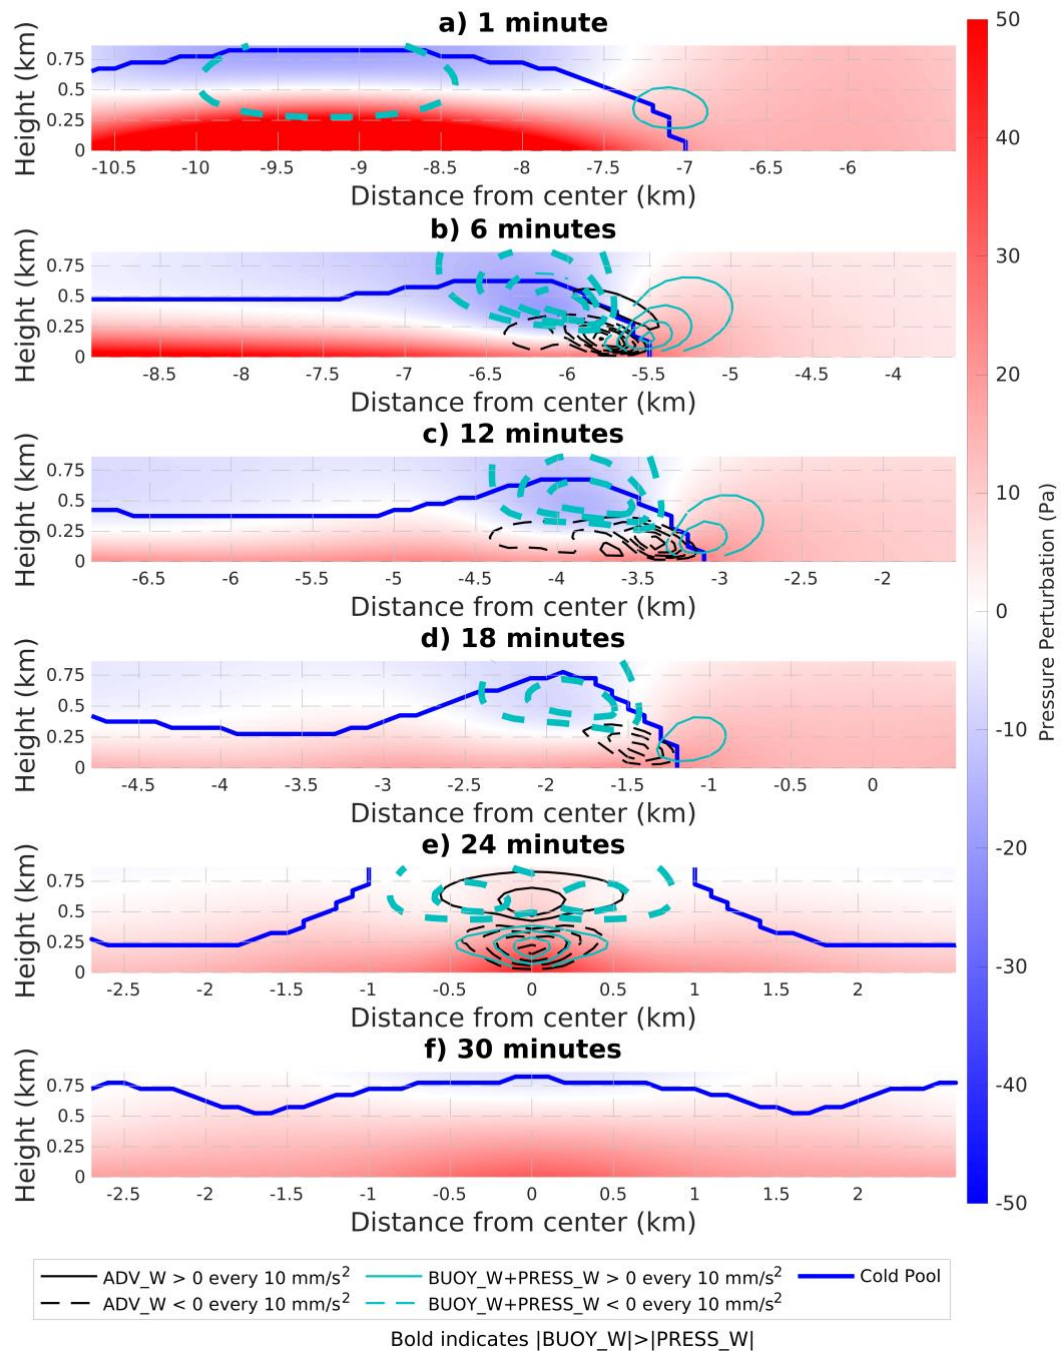 a) 1 minute
Height (km)
0.75
0.5
0.25
0
-10.5 -10 -9.5 -9 -8.5 -8 -7.5 -7 -6.5 -6
Distance from center (km)
b) 6 minutes
Height (km)
0.75
0.5
0.25
0
-8.5 -8 -7.5 -7 -6.5 -6 -5.5 -5 -4.5 -4
Distance from center (km)
c) 12 minutes
Height (km)
0.75
0.5
0.25
0
-6.5 -6 -5.5 -5 -4.5 -4 -3.5 -3 -2.5 -2
Distance from center (km)
d) 18 minutes
Height (km)
0.75
0.5
0.25
0
-4.5 -4 -3.5 -3 -2.5 -2 -1.5 -1 -0.5 0
Distance from center (km)
e) 24 minutes
Height (km)
0.75
0.5
0.25
0
-2.5 -2 -1.5 -1 -0.5 0 0.5 1 1.5 2
Distance from center (km)
f) 30 minutes
Height (km)
0.75
0.5
0.25
0
-2.5 -2 -1.5 -1 -0.5 0 0.5 1 1.5 2
Distance from center (km)
50
40
30
20
10
0
-10
-20
-30
-40
-50
Pressure Perturbation (Pa)
ADV_W > 0 every 10 mm/s² BUOY_W+PRESS_W > 0 every 10 mm/s² Cold Pool
ADV_W < 0 every 10 mm/s² BUOY_W+PRESS_W < 0 every 10 mm/s²
Bold indicates |BUOY_W|>|PRESS_W|